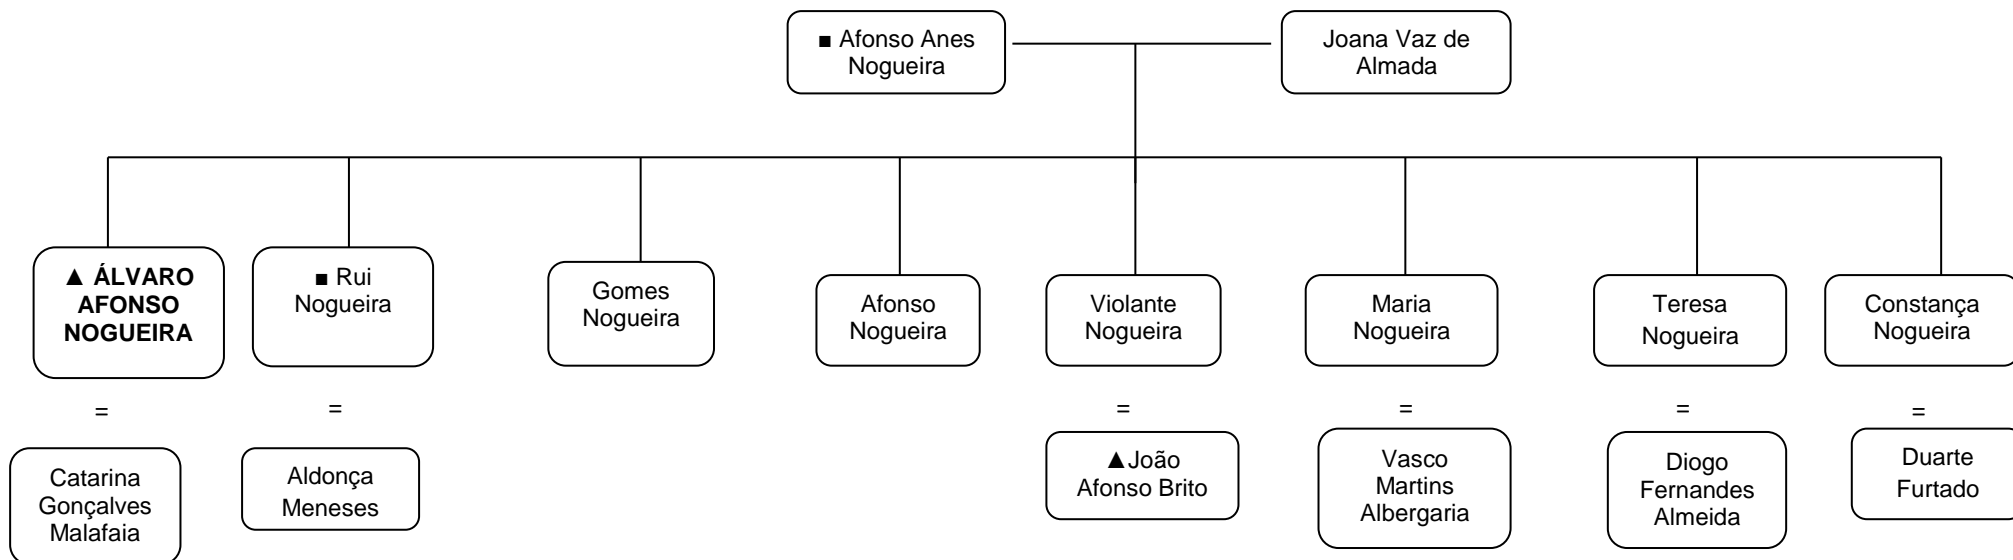 ■ Afonso Anes
Nogueira
Joana Vaz de
Almada
▲ ÁLVARO
AFONSO
NOGUEIRA
■ Rui
Nogueira
Gomes
Nogueira
Afonso
Nogueira
Violante
Nogueira
Maria
Nogueira
Teresa
Nogueira
Constança
Nogueira
=
=
=
=
=
=
Catarina
Gonçalves
Malafaia
Aldonça
Meneses
▲João
Afonso Brito
Vasco
Martins
Albergaria
Diogo
Fernandes
Almeida
Duarte
Furtado